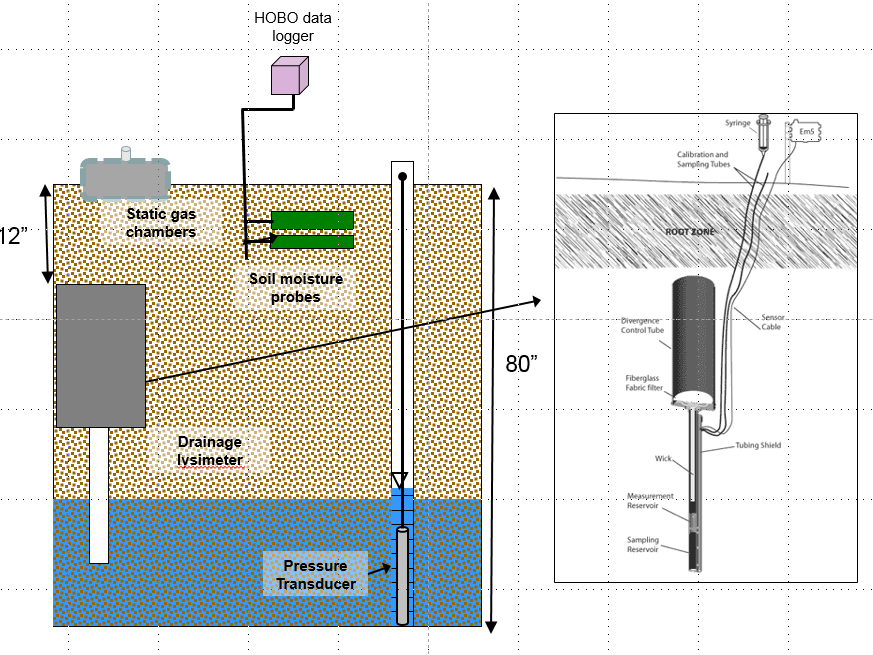 HOBO data
logger
Static gas
chambers
12”
Soil moisture
probes
80”
Drainage
lysimeter
Pressure
Transducer
Syringe
Em5
Calibration and
Sampling Tubes
ROOT ZONE
Divergence
Control Tube
Sensor
Cable
Fiberglass
Fabric filter
Tubing Shield
Wick
Measurement
Reservoir
Sampling
Reservoir